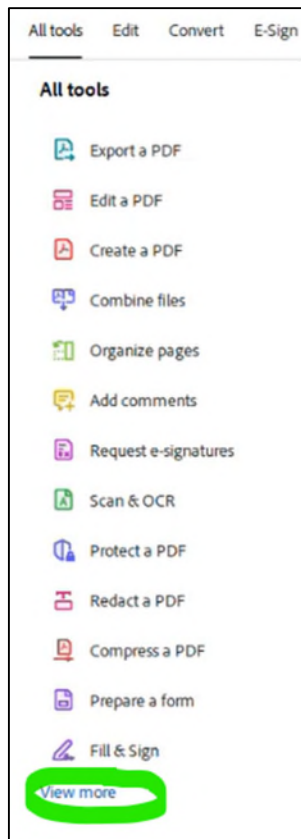 All tools Edit Convert E-Sign
All tools
Export a PDF
Edit a PDF
Create a PDF
Combine files
Organize pages
Add comments
Request e-signatures
Scan & OCR
Protect a PDF
Redact a PDF
Compress a PDF
Prepare a form
Fill & Sign
View more